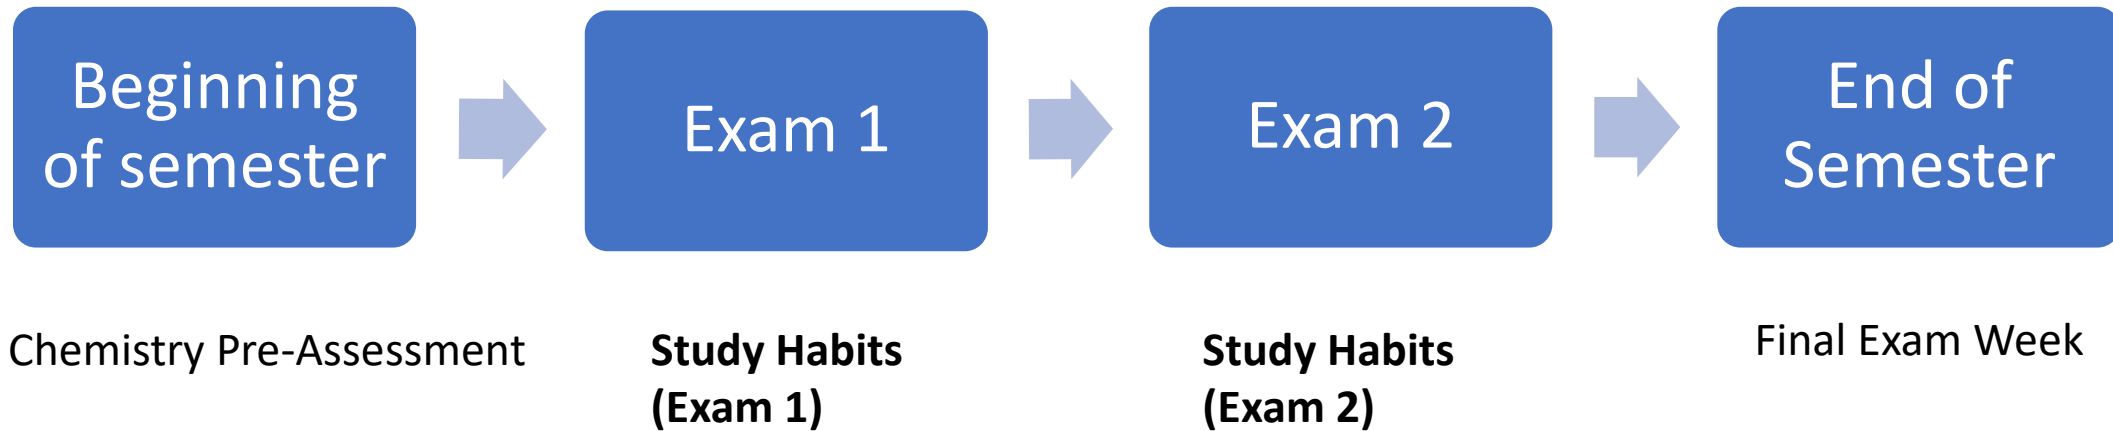 Beginning
of semester
Exam 1
Exam 2
End of
Semester
Chemistry Pre-Assessment
Study Habits
(Exam 1)
Study Habits
(Exam 2)
Final Exam Week